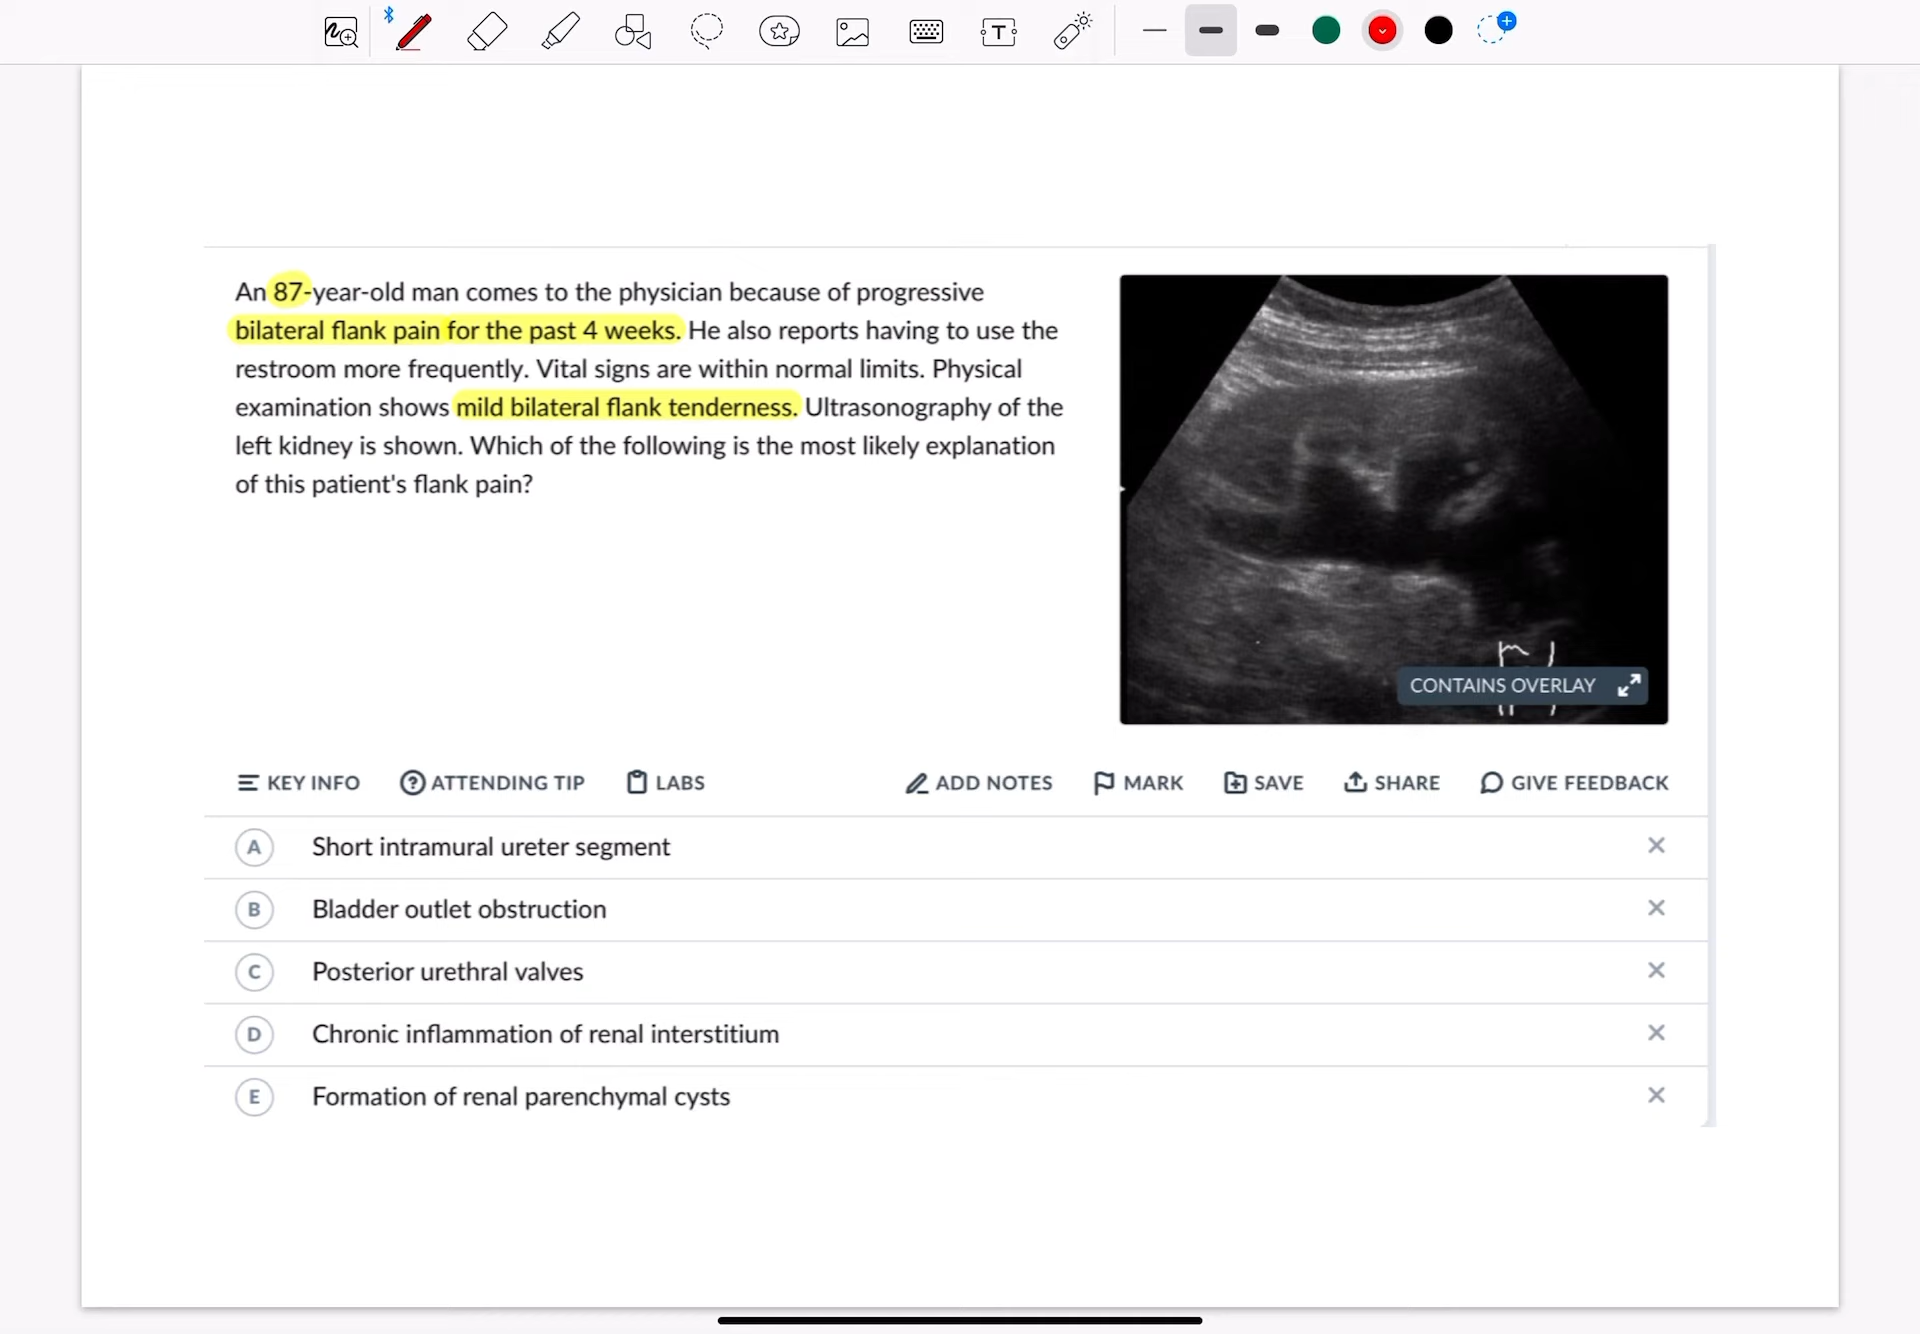 An 87-year-old man comes to the physician because of progressive
bilateral flank pain for the past 4 weeks. He also reports having to use the
restroom more frequently. Vital signs are within normal limits. Physical
examination shows mild bilateral flank tenderness. Ultrasonography of the
left kidney is shown. Which of the following is the most likely explanation
of this patient's flank pain?
CONTAINS OVERLAY
KEY INFO
ATTENDING TIP
LABS
ADD NOTES
MARK
SAVE
SHARE
GIVE FEEDBACK
A Short intramural ureter segment
B Bladder outlet obstruction
C Posterior urethral valves
D Chronic inflammation of renal interstitium
E Formation of renal parenchymal cysts